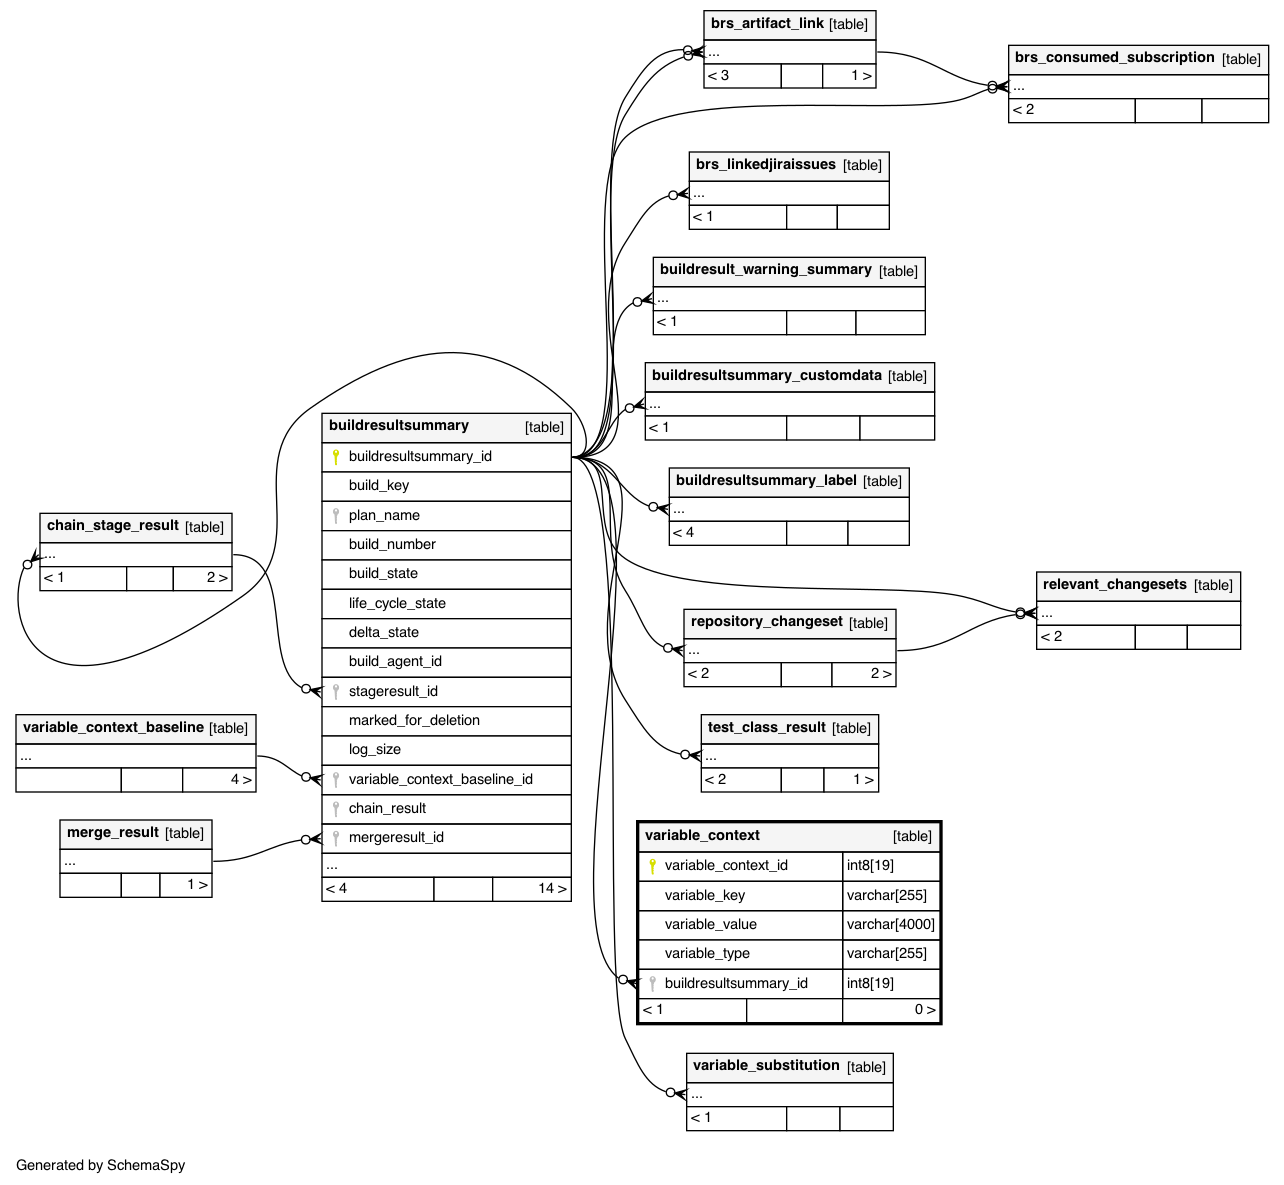 brs_artifact_link [table]
...
< 3 1 >
brs_consumed_subscription [table]
...
< 2
brs_linkedjiraissues [table]
...
< 1
buildresult_warning_summary [table]
...
< 1
buildresultsummary_customdata [table]
...
< 1
buildresultsummary [table]
buildresultsummary_id
build_key
plan_name
build_number
build_state
life_cycle_state
delta_state
build_agent_id
stageresult_id
marked_for_deletion
log_size
variable_context_baseline_id
chain_result
mergeresult_id
...
< 4 14 >
buildresultsummary_label [table]
...
< 4
chain_stage_result [table]
...
< 1 2 >
relevant_changesets [table]
...
< 2
repository_changeset [table]
...
< 2 2 >
variable_context_baseline [table]
...
4 >
test_class_result [table]
...
< 2 1 >
merge_result [table]
...
1 >
variable_context [table]
variable_context_id int8[19]
variable_key varchar[255]
variable_value varchar[4000]
variable_type varchar[255]
buildresultsummary_id int8[19]
< 1 0 >
variable_substitution [table]
...
< 1
Generated by SchemaSpy